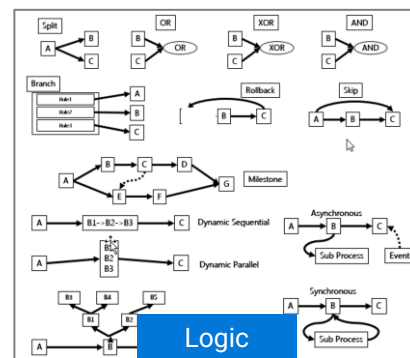 Split
OR
XOR
AND
A
B
C
B
C
OR
B
C
XOR
B
C
AND
Branch
Rule1
Rule2
Rule3
A
B
C
Rollback
B
C
Skip
A
B
C
A
B
C
D
E
F
G
Milestone
A
B1->B2->B3
C
Dynamic Sequential
Asynchronous
A
B
C
Sub Process
Event
A
B2
B3
C
Dynamic Parallel
B3
B4
B5
B1
B2
A
B
Synchronous
A
B
C
Sub Process
Logic